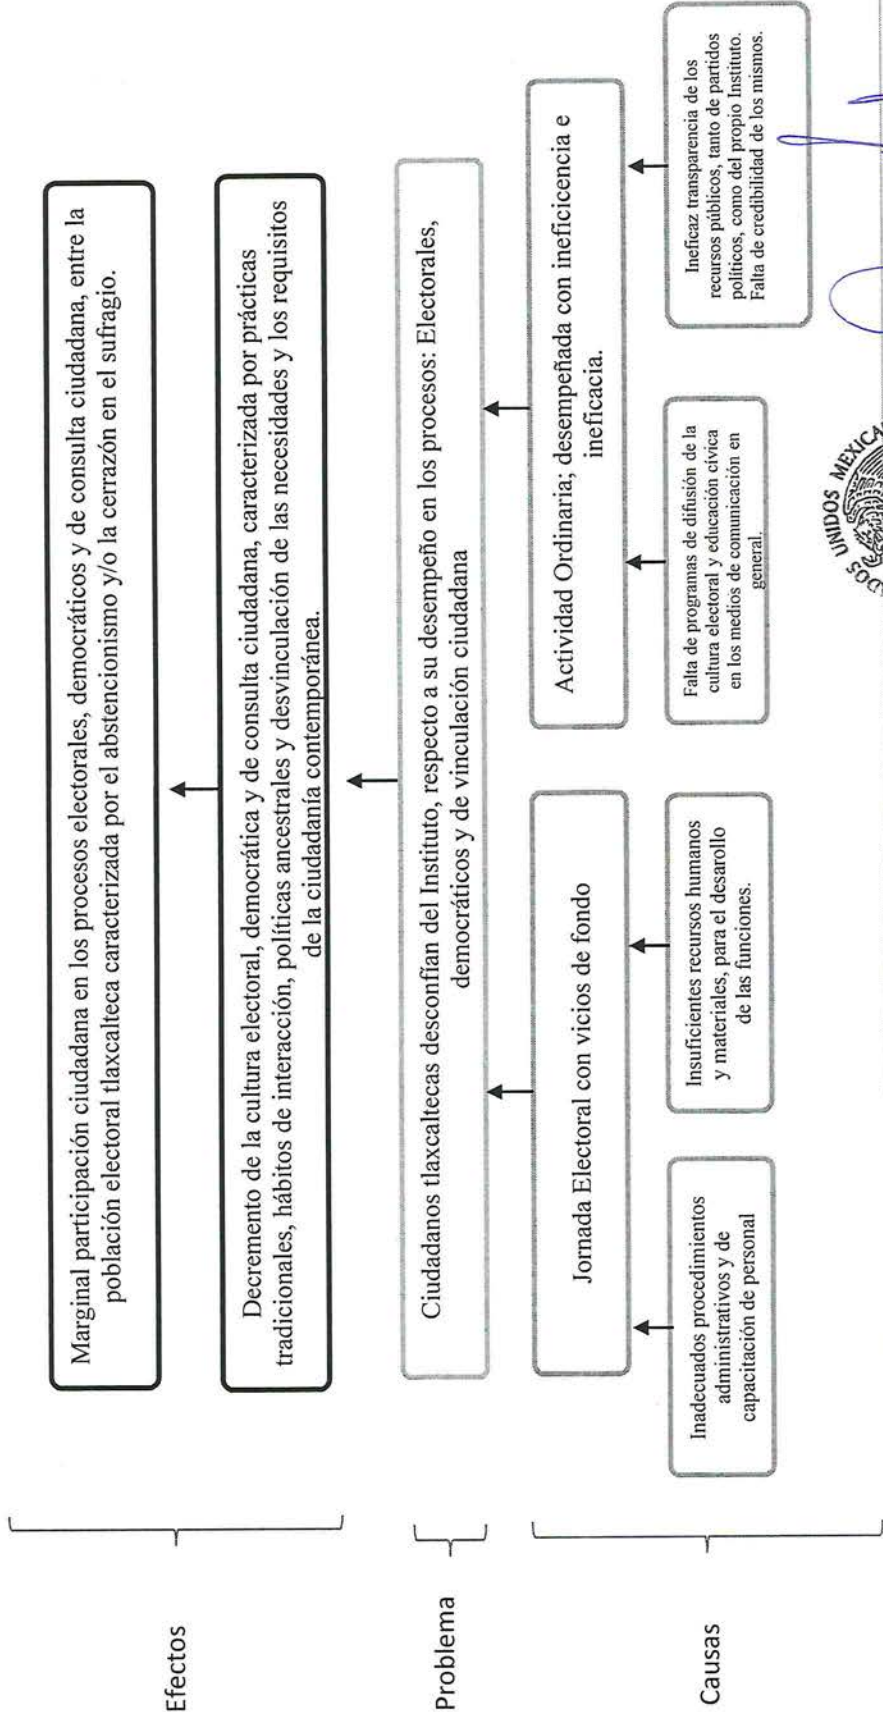 Efectos
Marginal participación ciudadana en los procesos electorales, democráticos y de consulta ciudadana, entre la
población electoral tlaxcalteca caracterizada por el abstencionismo y/o la cerrazón en el sufragio.
Decremento de la cultura electoral, democrática y de consulta ciudadana, caracterizada por prácticas
tradicionales, hábitos de interacción, políticas ancestrales y desvinculación de las necesidades y los requisitos
de la ciudadanía contemporánea.
Problema
Ciudadanos tlaxcaltecas desconfían del Instituto, respecto a su desempeño en los procesos: Electorales,
democráticos y de vinculación ciudadana
Causas
Jornada Electoral con vicios de fondo
Actividad Ordinaria; desempeñada con ineficicencia e
ineficacia.
Inadecuados procedimientos
administrativos y de
capacitación de personal
Insuficientes recursos humanos
y materiales, para el desarollo
de las funciones.
Falta de programas de difusión de la
cultura electoral y educación cívica
en los medios de comunicación en
general.
Ineficaz transparencia de los
recursos públicos, tanto de partidos
políticos, como del propio Instituto.
Falta de credibilidad de los mismos.
UNIDOS